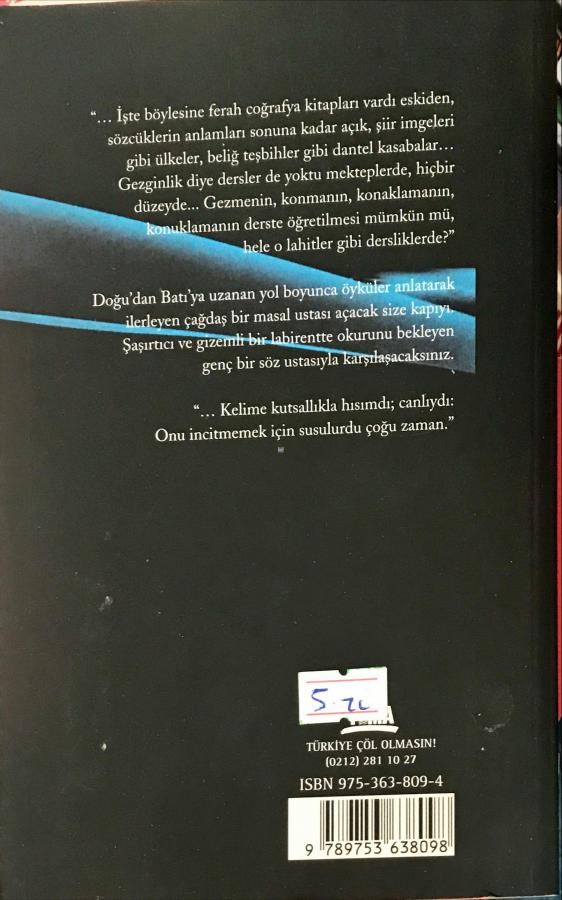 “… İşte böylesine ferah coğrafya kitapları vardı eskiden,
sözcüklerin anlamları sonuna kadar açık, şiir imgeleri
gibi ülkeler, beliğ teşbihler gibi dantel kasabalar…
Gezginlik diye dersler de yoktu mekteplerde, hiçbir
düzeyde... Gezmenin, konmanın, konaklamanın,
konuklamanın derste öğretilmesi mümkün mü,
hele o lahitler gibi dersliklerde?”
Doğu’dan Batı’ya uzanan yol boyunca öyküler anlatarak
ilerleyen çağdaş bir masal ustası açacak size kapıyı.
Şaşırtıcı ve gizemli bir labirentte okurunu bekleyen
genç bir söz ustasıyla karşılaşacaksınız.
“… Kelime kutsallıkla hısımdı; canlıydı:
Onu incitmemek için susulurdu çoğu zaman.”
5.TL
TÜRKİYE ÇÖL OLMASIN!
(0212) 281 10 27
ISBN 975-363-809-4
9 789753 638098